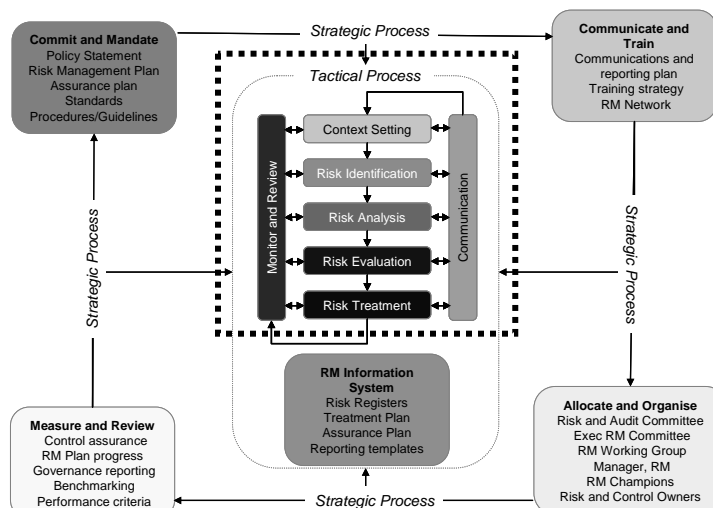 Strategic Process
Commit and Mandate
Policy Statement
Risk Management Plan
Assurance plan
Standards
Procedures/Guidelines
Communicate and
Train
Communications and
reporting plan
Training strategy
RM Network
Tactical Process
Context Setting
Risk Identification
Risk Analysis
Risk Evaluation
Risk Treatment
Monitor and Review
Communication
Strategic Process
Strategic Process
RM Information
System
Risk Registers
Treatment Plan
Assurance Plan
Reporting templates
Measure and Review
Control assurance
RM Plan progress
Governance reporting
Benchmarking
Performance criteria
Allocate and Organise
Risk and Audit Committee
Exec RM Committee
RM Working Group
Manager, RM
RM Champions
Risk and Control Owners
Strategic Process